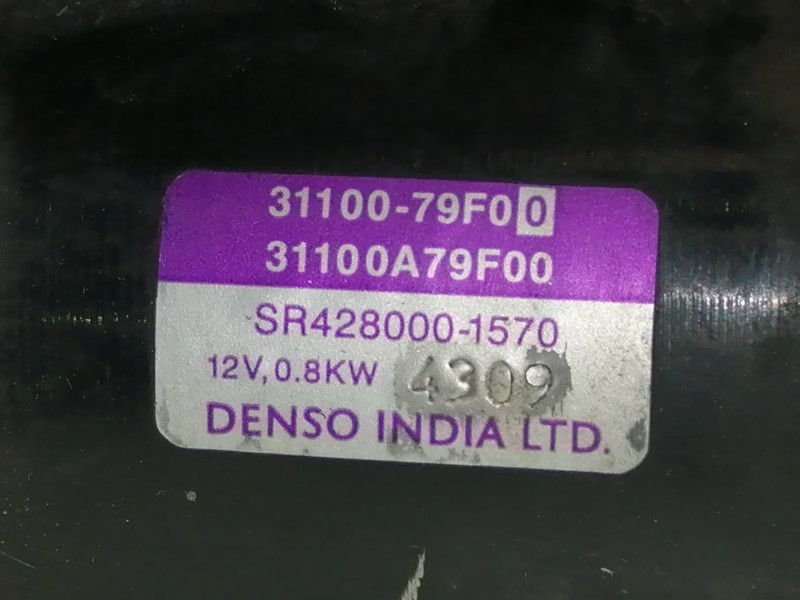 31100-79F00
31100A79F00
SR428000-1570
12V, 0.8KW 4309
DENSO INDIA LTD.